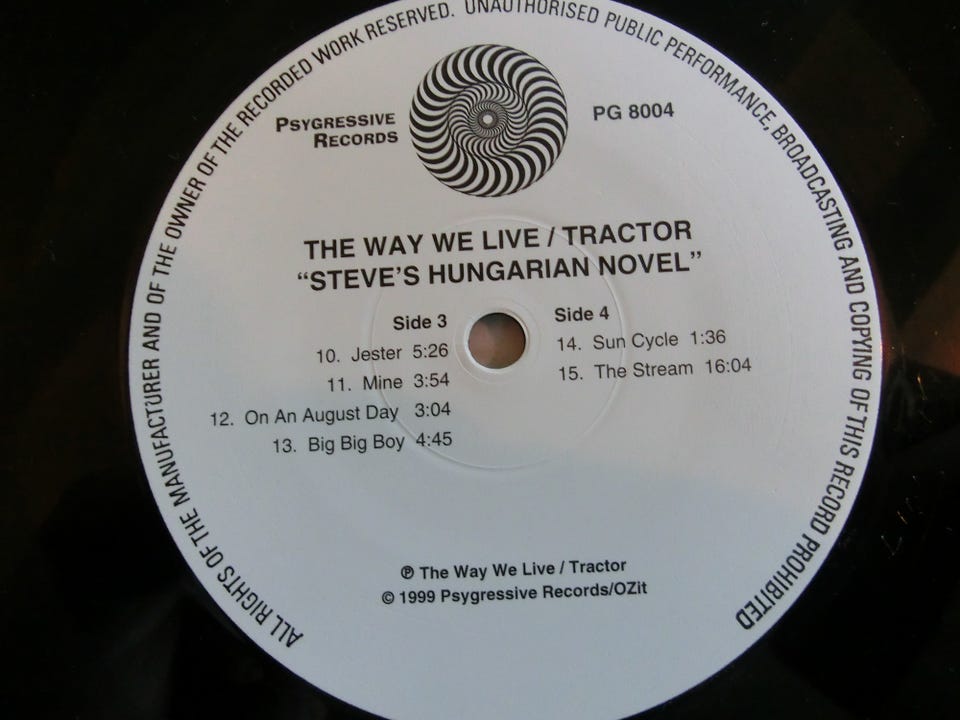 ALL RIGHTS OF THE MANUFACTURER AND OF THE OWNER OF THE RECORDED WORK RESERVED. UNAUTHORISED PUBLIC PERFORMANCE, BROADCASTING AND COPYING OF THIS RECORD PROHIBITED
PSYGRESSIVE
RECORDS
PG 8004
THE WAY WE LIVE / TRACTOR
“STEVE’S HUNGARIAN NOVEL”
Side 3
10. Jester 5:26
11. Mine 3:54
12. On An August Day 3:04
13. Big Big Boy 4:45
Side 4
14. Sun Cycle 1:36
15. The Stream 16:04
℗ The Way We Live / Tractor
© 1999 Psygressive Records/OZit